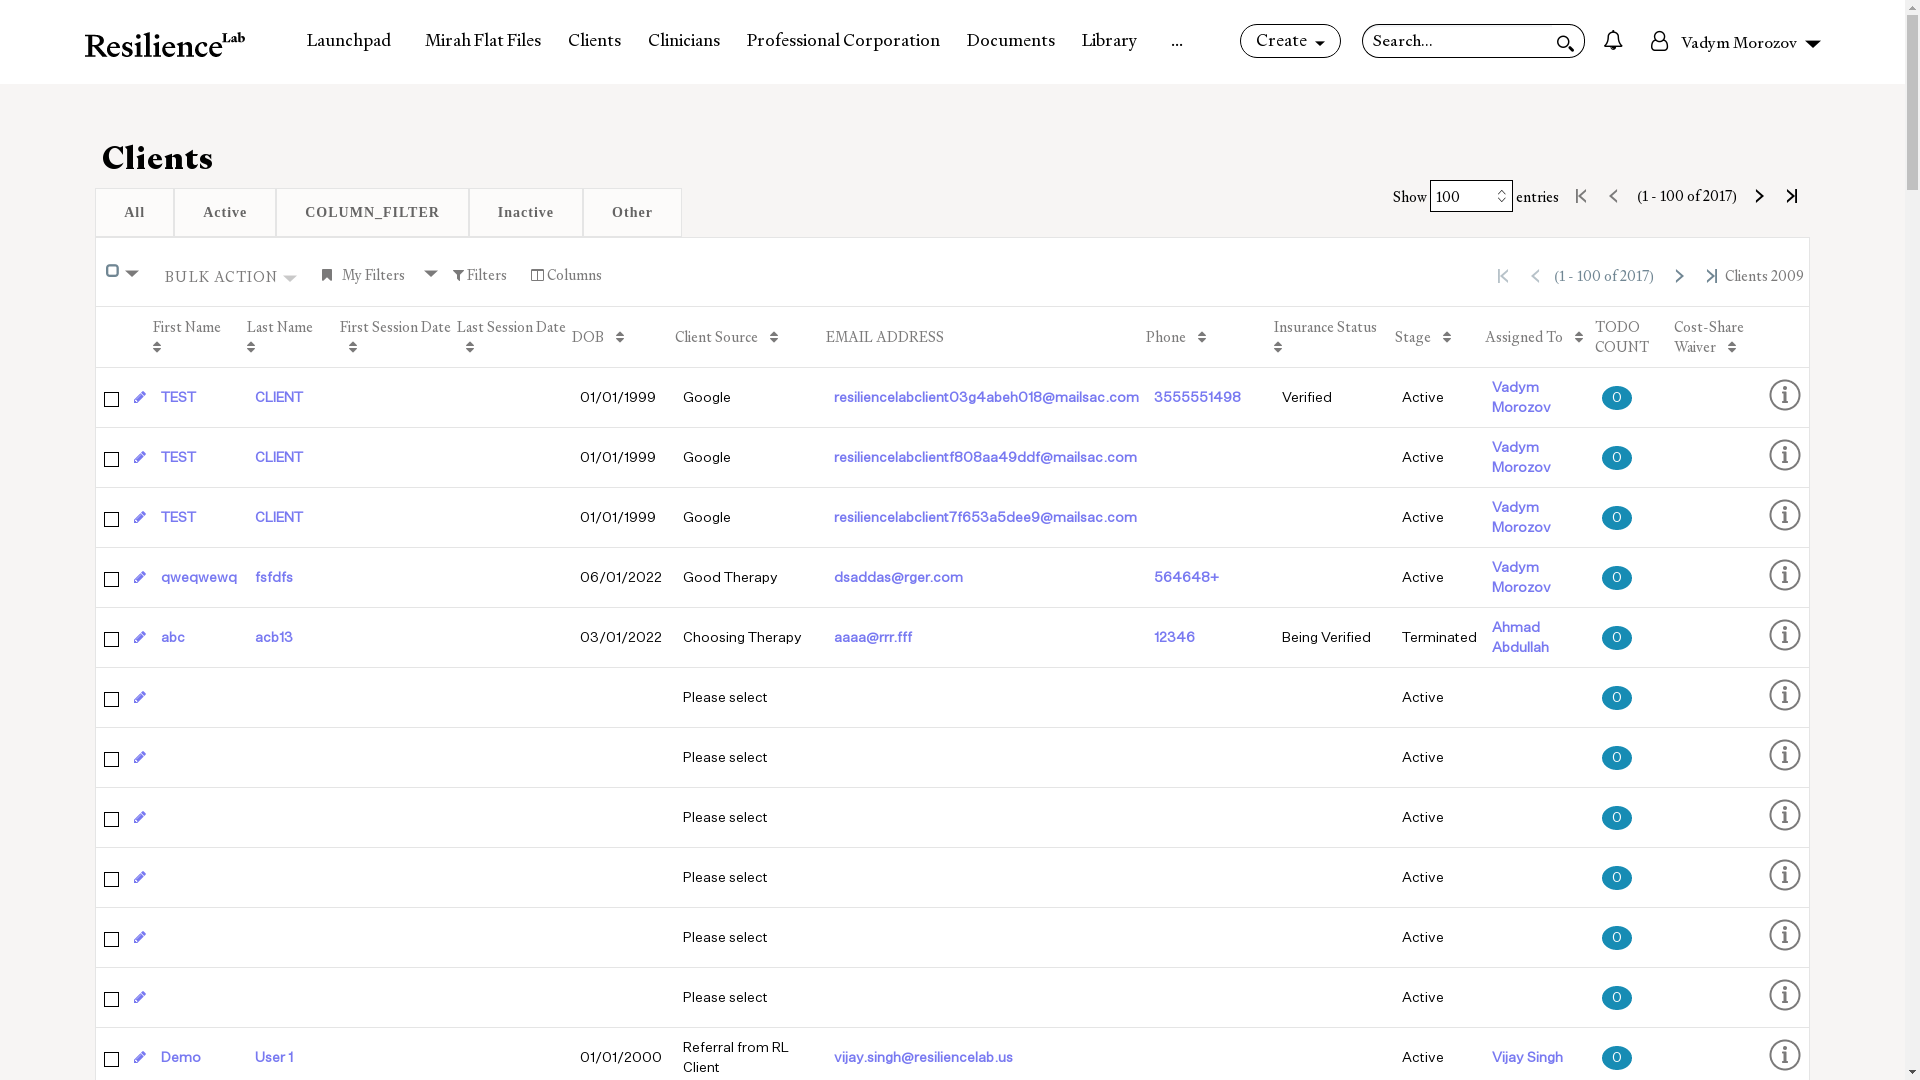 Resilience Lab
Launchpad Mirah Flat Files Clients Clinicians Professional Corporation Documents Library ... Create Search... Vadym Morozov
Clients
Show 100 entries (1 - 100 of 2017)
All Active COLUMN_FILTER Inactive Other
BULK ACTION My Filters Filters Columns (1 - 100 of 2017) Clients 2009
First Name Last Name First Session Date Last Session Date DOB Client Source EMAIL ADDRESS Phone Insurance Status Stage Assigned To TODO COUNT Cost-Share Waiver
TEST CLIENT 01/01/1999 Google resiliencelabclient03g4abeh018@mailsac.com 3555551498 Verified Active Vadym Morozov 0
TEST CLIENT 01/01/1999 Google resiliencelabclientf808aa49ddf@mailsac.com Active Vadym Morozov 0
TEST CLIENT 01/01/1999 Google resiliencelabclient7f653a5dee9@mailsac.com Active Vadym Morozov 0
qweqwewq fsfdfs 06/01/2022 Good Therapy dsaddas@rger.com 564648+ Active Vadym Morozov 0
abc acb13 03/01/2022 Choosing Therapy aaaa@rrr.fff 12346 Being Verified Terminated Ahmad Abdullah 0
Please select Active 0
Please select Active 0
Please select Active 0
Please select Active 0
Please select Active 0
Please select Active 0
Demo User 1 01/01/2000 Referral from RL Client vijay.singh@resiliencelab.us Active Vijay Singh 0